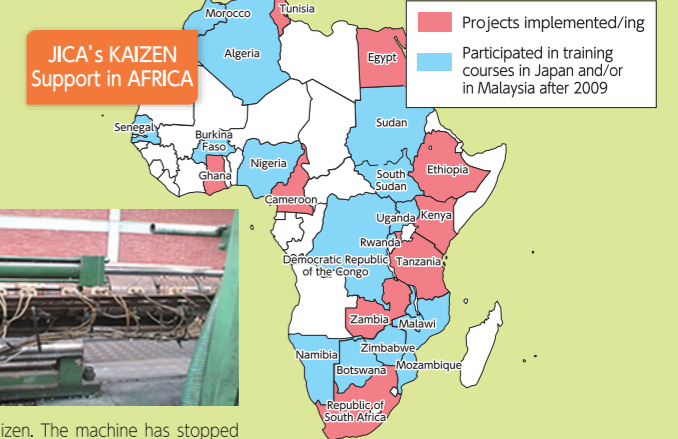 JICA's KAIZEN
Support in AFRICA
Projects implemented/ing
Participated in training
courses in Japan and/or
in Malaysia after 2009
Morocco
Tunisia
Algeria
Egypt
Senegal
Burkina
Faso
Ghana
Nigeria
Cameroon
Sudan
South
Sudan
Ethiopia
Uganda
Kenya
Rwanda
Democratic Republic
of the Congo
Tanzania
Zambia
Malawi
Zimbabwe
Namibia
Botswana
Mozambique
Republic of
South Africa
izen. The machine has stopped